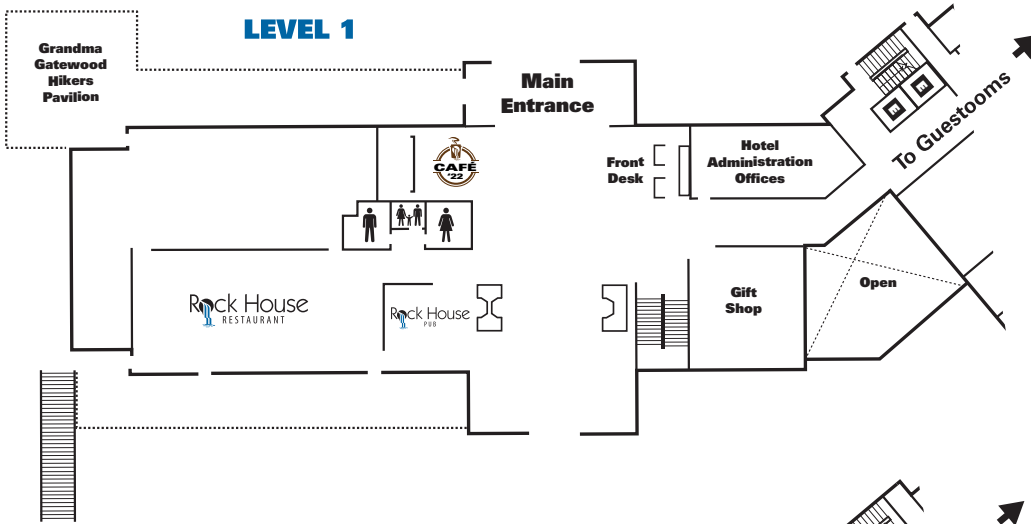 LEVEL 1
Grandma
Gatewood
Hikers
Pavilion
Main
Entrance
CAFÉ
'22
Front
Desk
Hotel
Administration
Offices
To Guestooms
Rock House
RESTAURANT
Rock House
PUB
Gift
Shop
Open